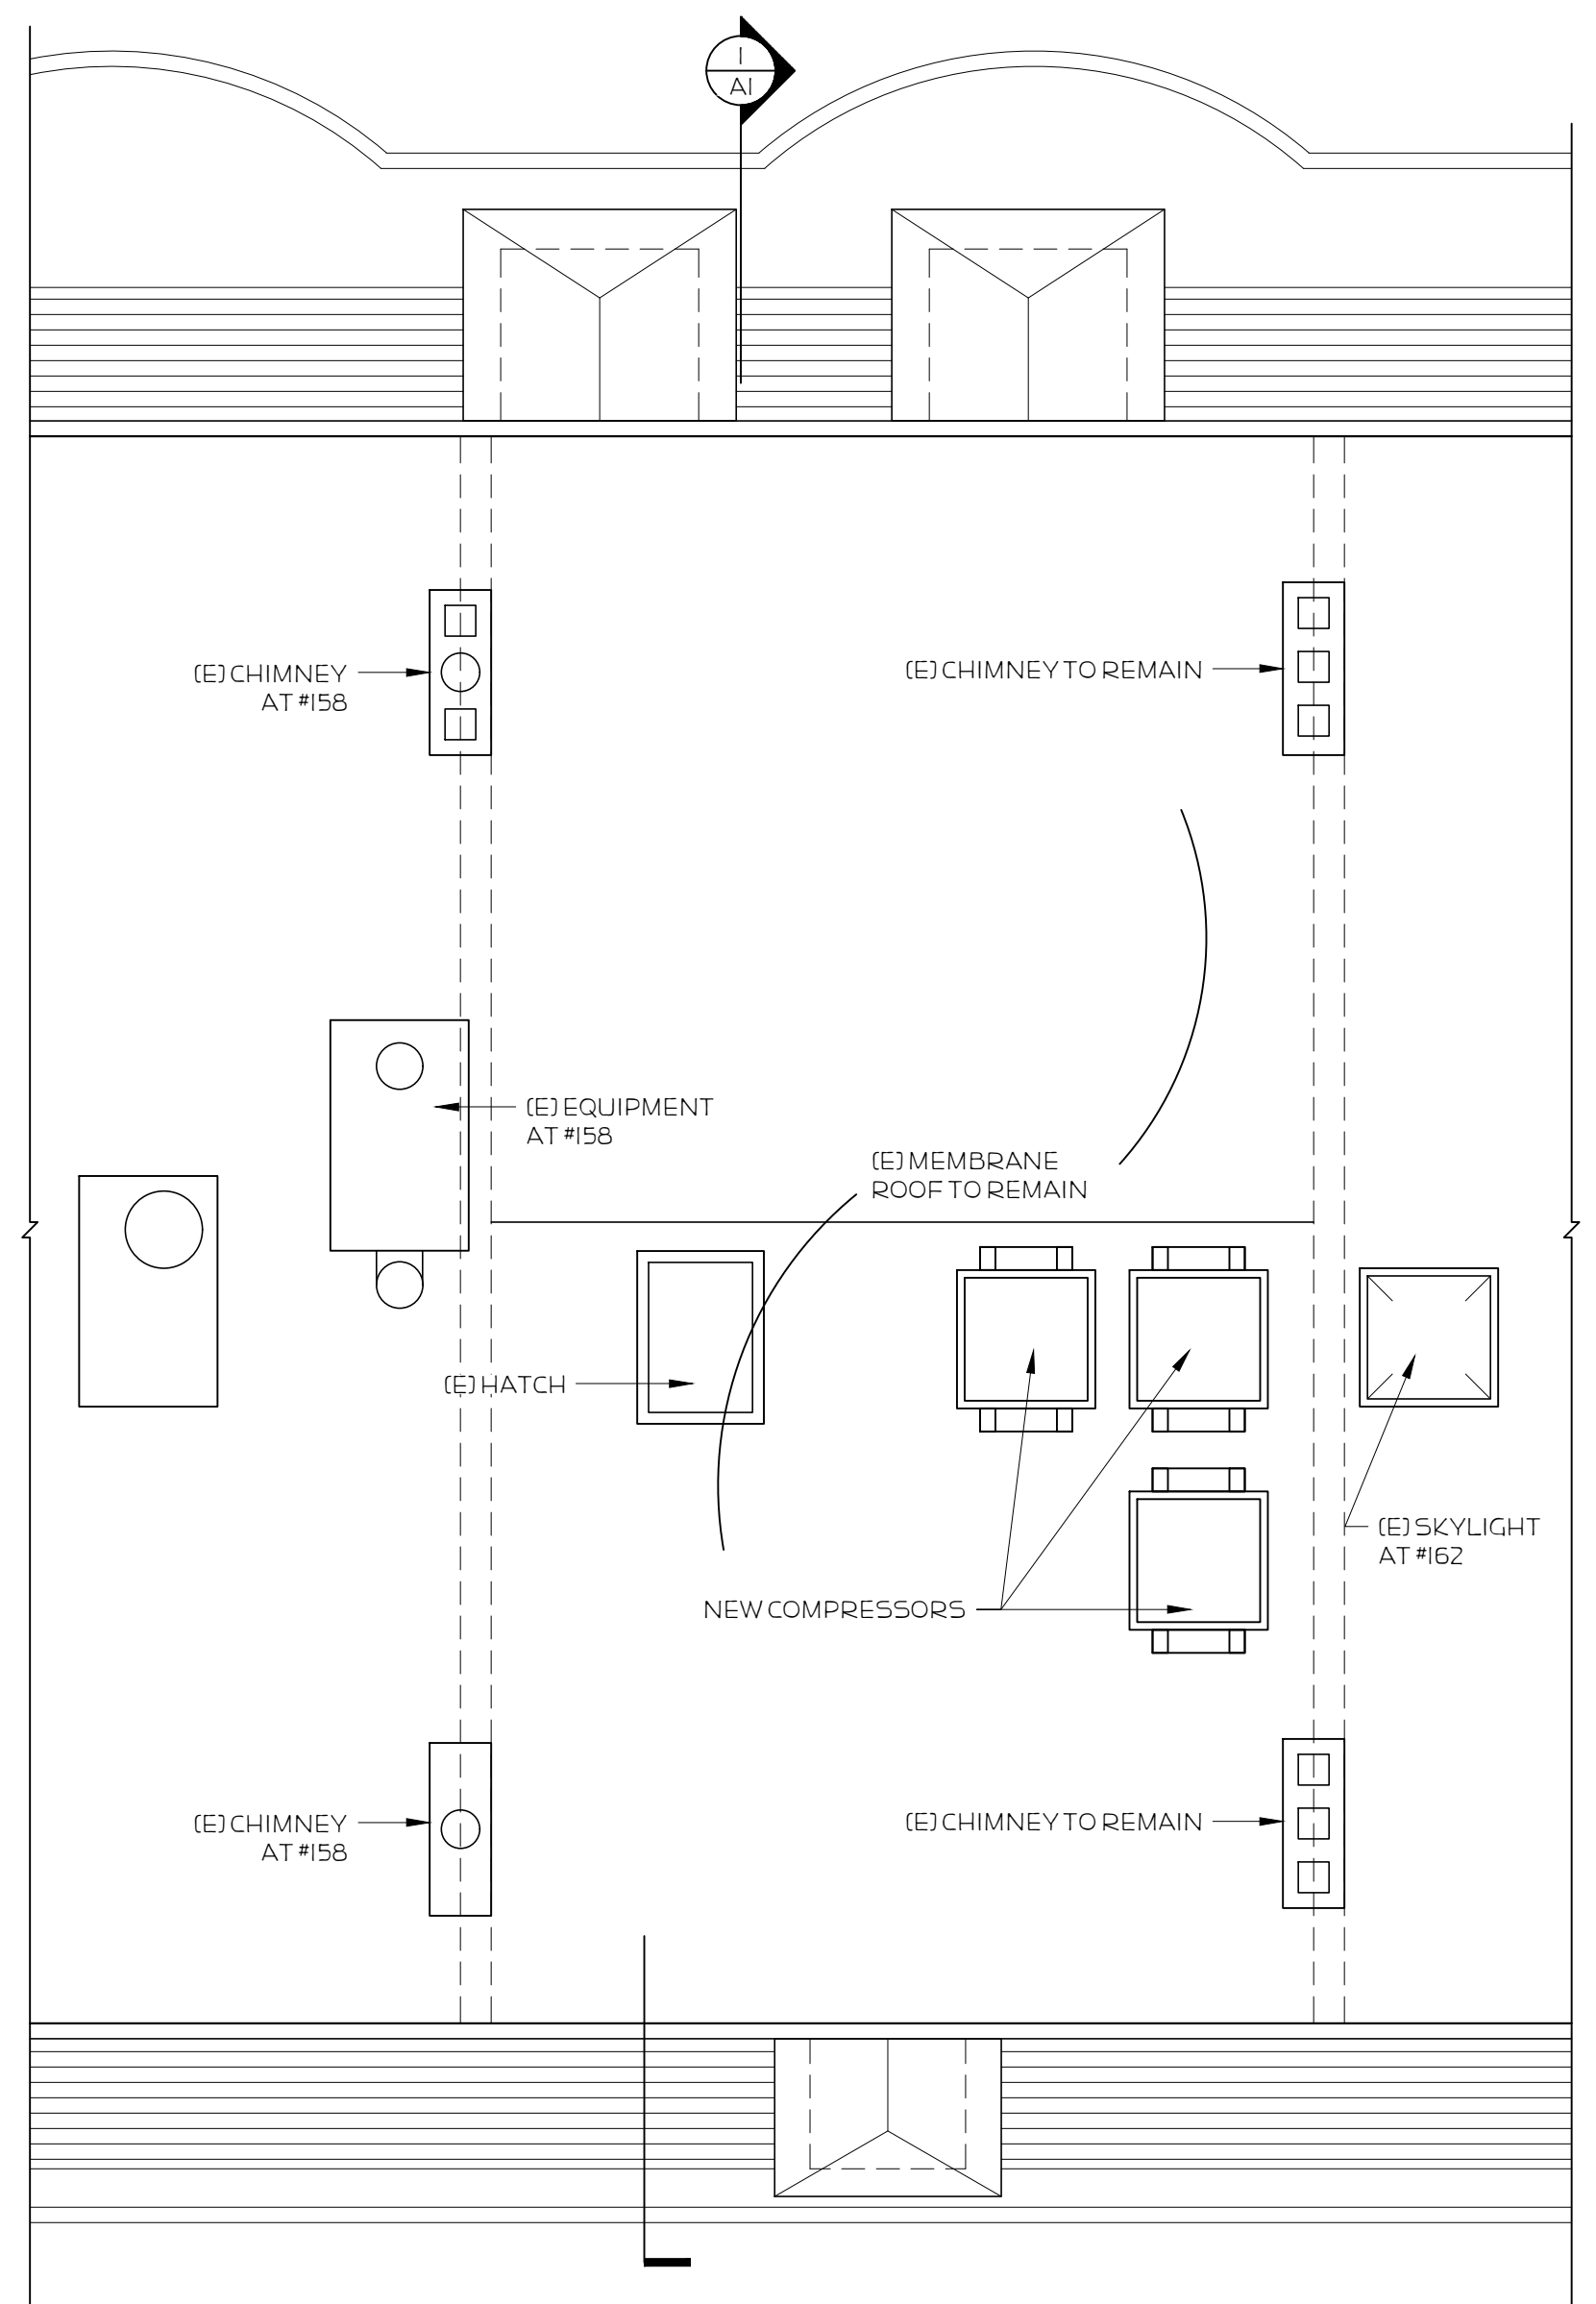 1
A1
(E) CHIMNEY
AT #158
(E) CHIMNEY TO REMAIN
(E) EQUIPMENT
AT #158
(E) MEMBRANE
ROOF TO REMAIN
(E) HATCH
(E) SKYLIGHT
AT #162
NEW COMPRESSORS
(E) CHIMNEY
AT #158
(E) CHIMNEY TO REMAIN